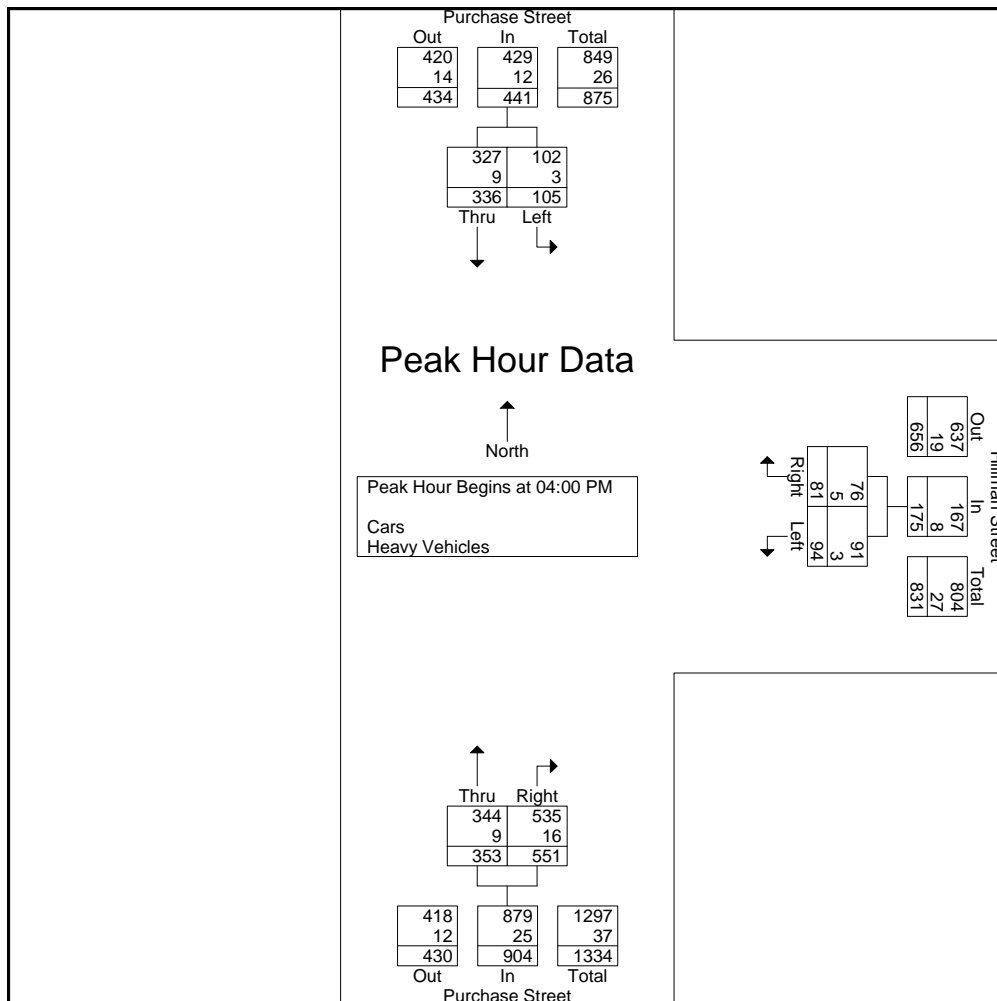 Purchase Street
Out In Total
420 429 849
14 12 26
434 441 875
327 102
9 3
336 105
Thru Left
Peak Hour Data
North
Peak Hour Begins at 04:00 PM
Cars
Heavy Vehicles
Street
Out In Total
637 167 804
19 8 27
656 175 831
76 91
5 3
81 94
Right Left
Thru Right
344 535
9 16
353 551
418 879 1297
12 25 37
430 904 1334
Out In Total
Purchase Street